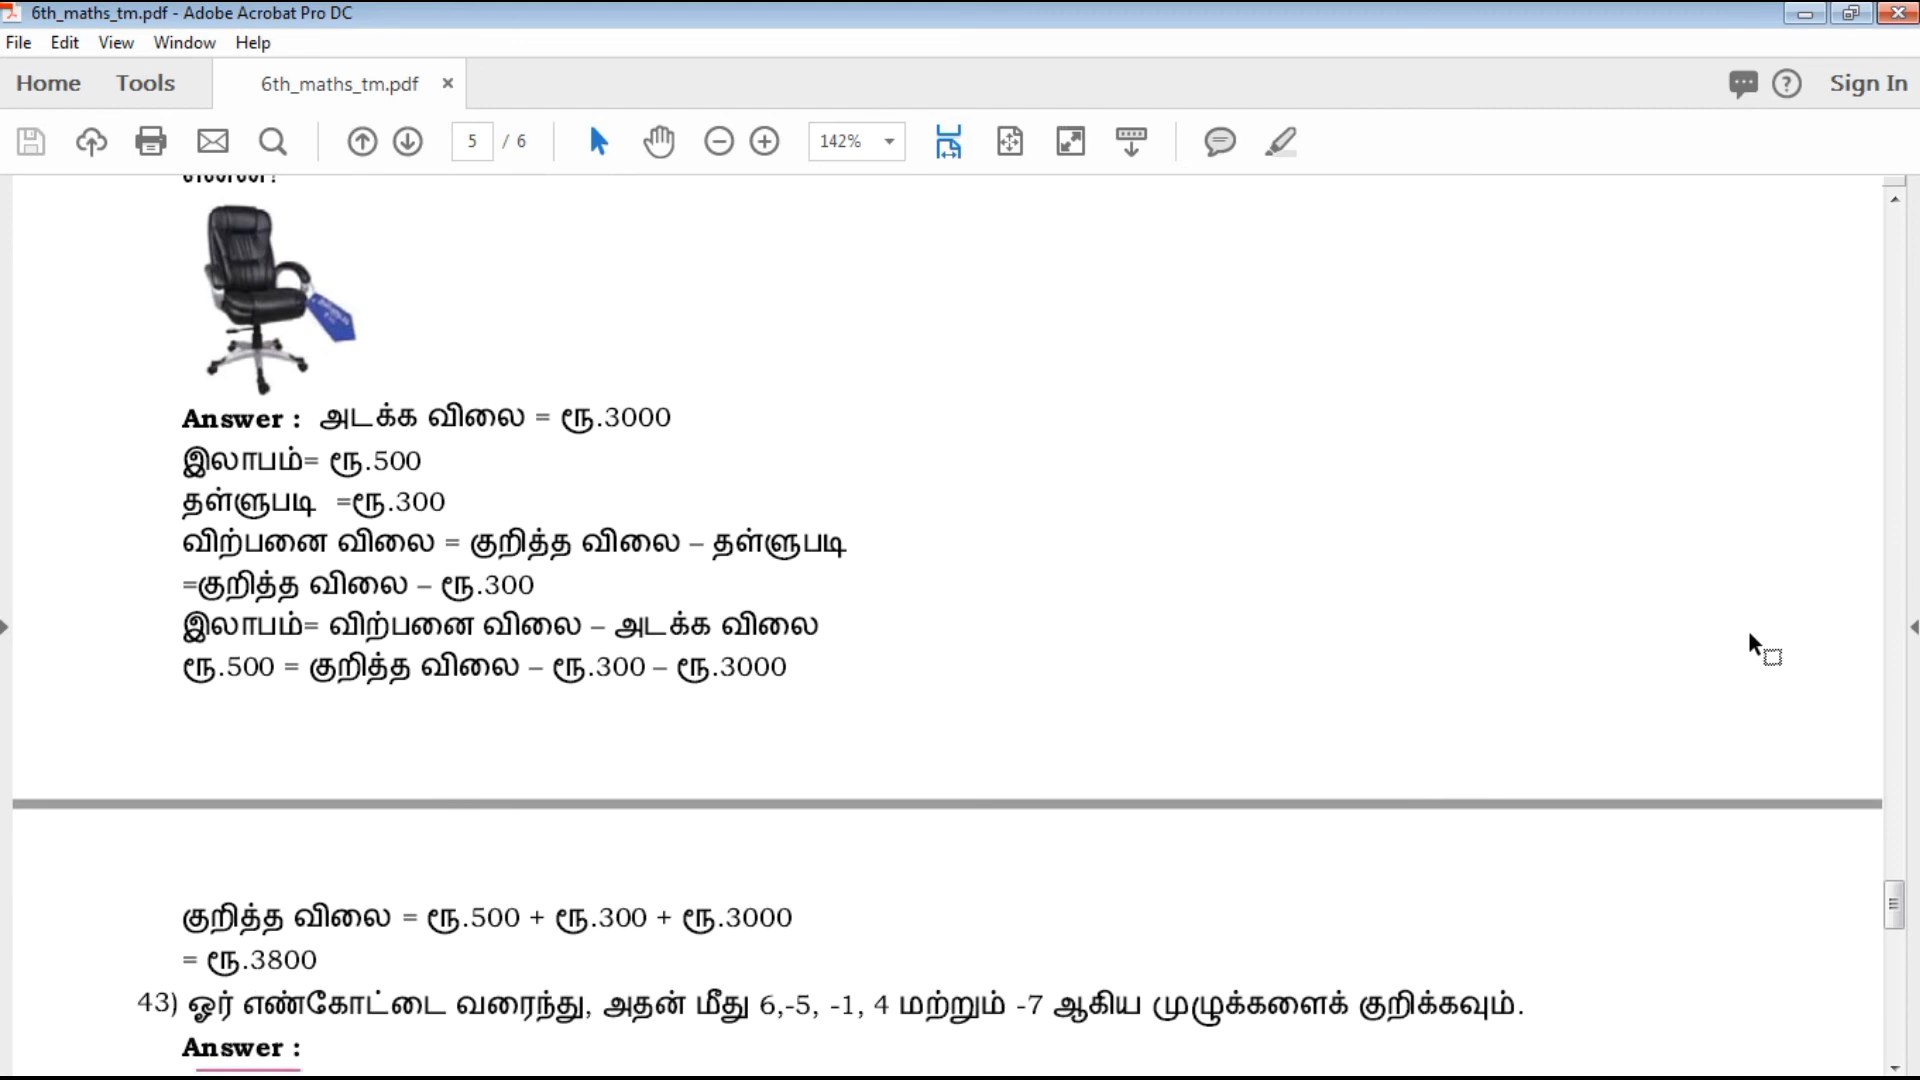 6th_maths_tm.pdf - Adobe Acrobat Pro DC
File Edit View Window Help
Home Tools 6th_maths_tm.pdf × Sign In
5 / 6 142%
Answer : அடக்க விலை = ரூ.3000
இலாபம்= ரூ.500
தள்ளுபடி =ரூ.300
விற்பனை விலை = குறித்த விலை – தள்ளுபடி
=குறித்த விலை – ரூ.300
இலாபம்= விற்பனை விலை – அடக்க விலை
ரூ.500 = குறித்த விலை – ரூ.300 – ரூ.3000
குறித்த விலை = ரூ.500 + ரூ.300 + ரூ.3000
= ரூ.3800
43) ஓர் எண்கோட்டை வரைந்து, அதன் மீது 6,-5, -1, 4 மற்றும் -7 ஆகிய முழுக்களைக் குறிக்கவும்.
Answer :